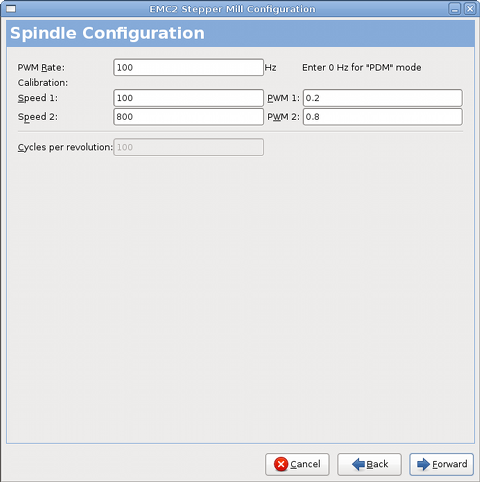 EMC2 Stepper Mill Configuration
Spindle Configuration
PWM Rate: 100 Hz Enter 0 Hz for "PDM" mode
Calibration:
Speed 1: 100 PWM 1: 0.2
Speed 2: 800 PWM 2: 0.8
Cycles per revolution: 100
Cancel Back Forward